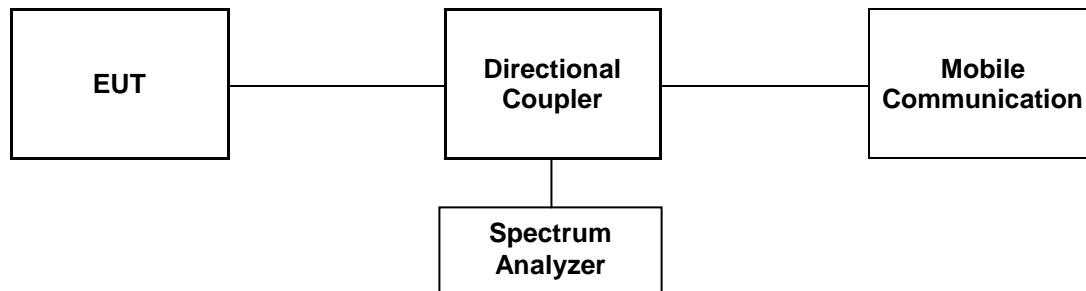 EUT
Directional
Coupler
Mobile
Communication
Spectrum
Analyzer